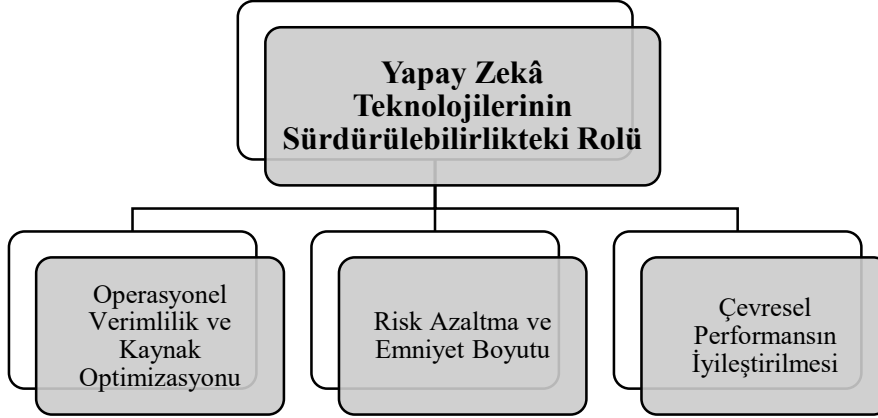 Yapay Zekâ
Teknolojilerinin
Sürdürülebilirlikteki Rolü
Operasyonel
Verimlilik ve
Kaynak
Optimizasyonu
Risk Azaltma ve
Emniyet Boyutu
Çevresel
Performansın
İyileştirilmesi